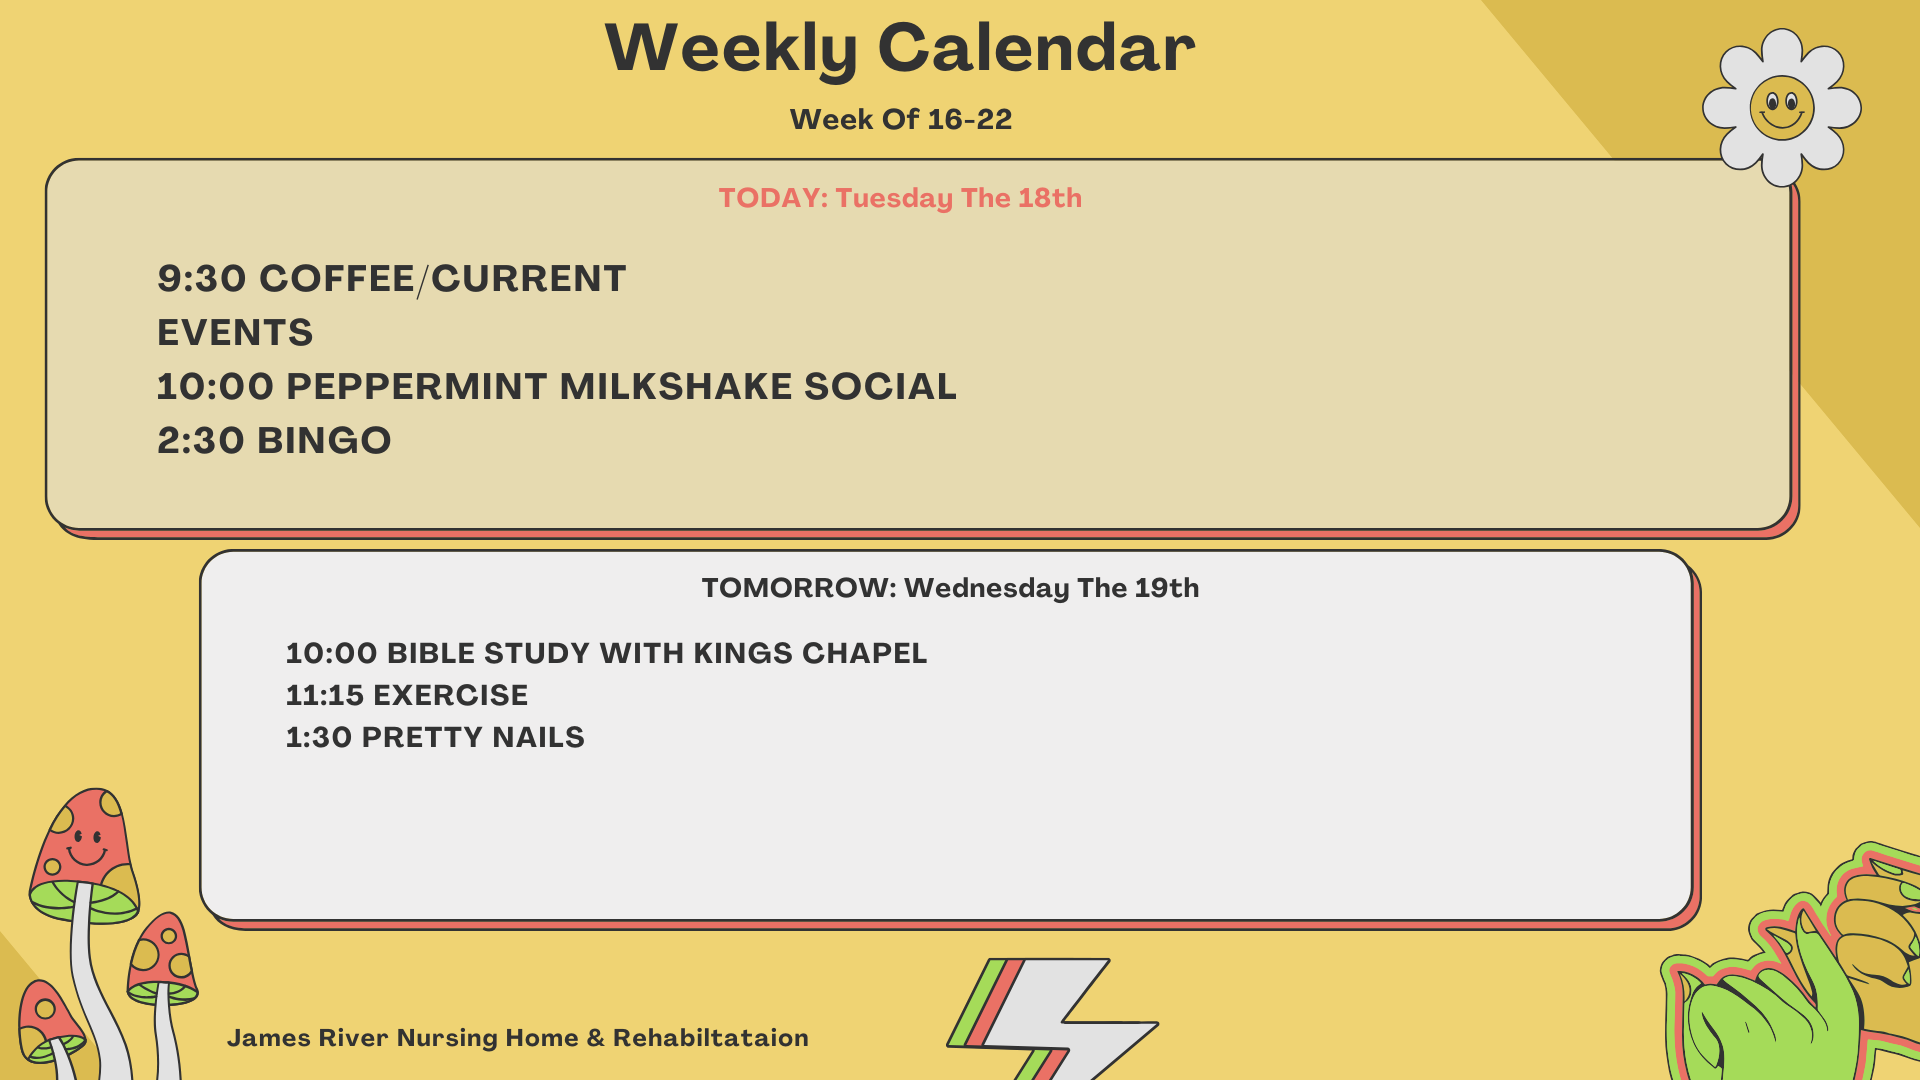 Weekly Calendar
Week Of 16-22
TODAY: Tuesday The 18th
9:30 COFFEE/CURRENT
EVENTS
10:00 PEPPERMINT MILKSHAKE SOCIAL
2:30 BINGO
TOMORROW: Wednesday The 19th
10:00 BIBLE STUDY WITH KINGS CHAPEL
11:15 EXERCISE
1:30 PRETTY NAILS
James River Nursing Home & Rehabiltataion